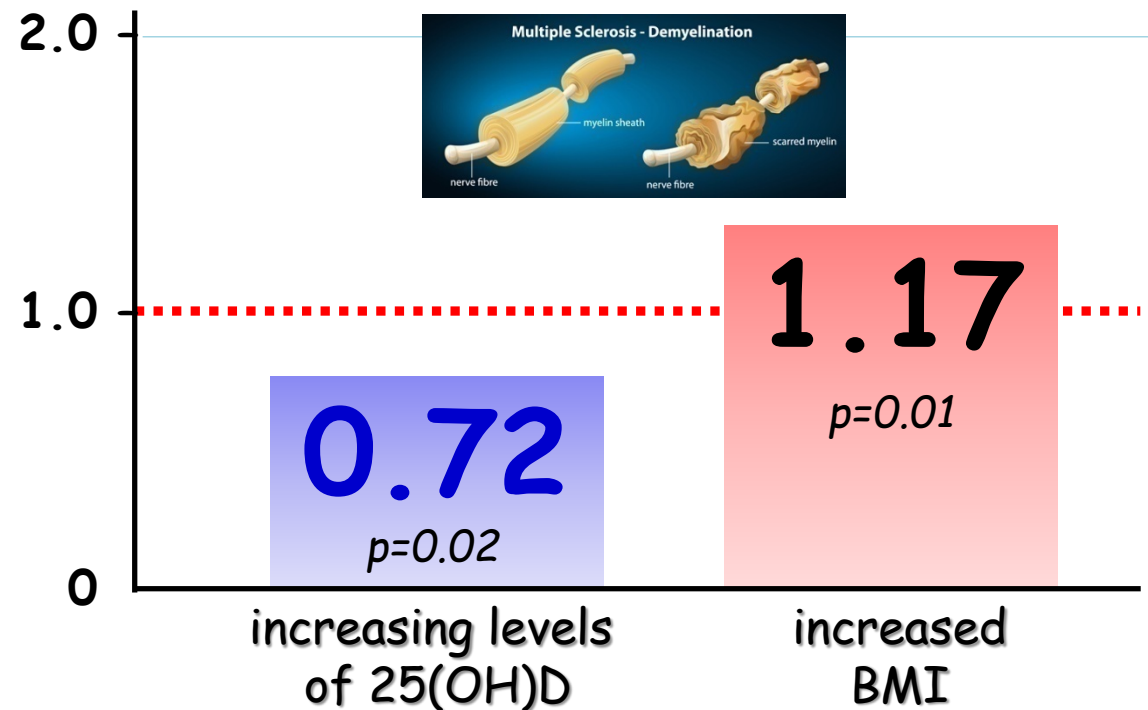 2.0
Multiple Sclerosis - Demyelination
myelin sheath
scarred myelin
nerve fibre
nerve fibre
1.0
1.17
p=0.01
0.72
p=0.02
0
increasing levels
of 25(OH)D
increased
BMI